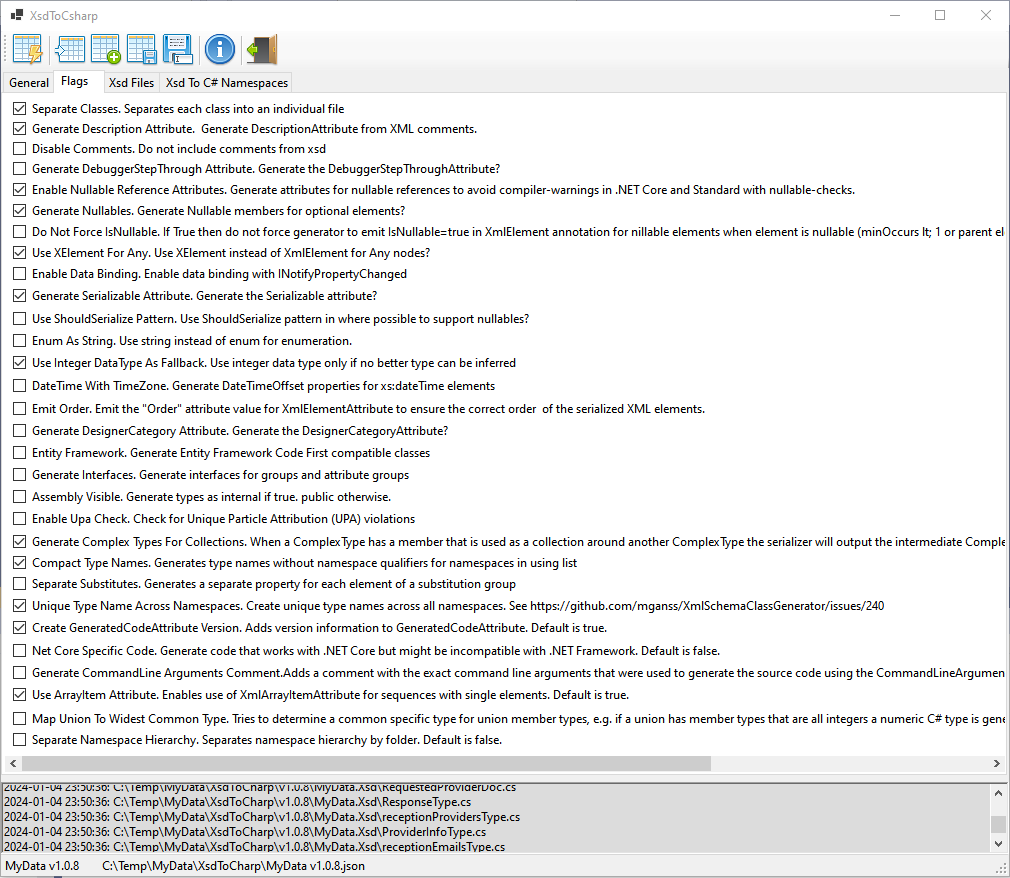 XsdToCsharp
General Flags Xsd Files Xsd To C# Namespaces
Separate Classes. Separates each class into an individual file
Generate Description Attribute.  Generate DescriptionAttribute from XML comments.
Disable Comments. Do not include comments from xsd
Generate DebuggerStepThrough Attribute. Generate the DebuggerStepThroughAttribute?
Enable Nullable Reference Attributes. Generate attributes for nullable references to avoid compiler-warnings in .NET Core and Standard with nullable-checks.
Generate Nullables. Generate Nullable members for optional elements?
Do Not Force IsNullable. If True then do not force generator to emit IsNullable=true in XmlElement annotation for nillable elements when element is nullable (minOccurs lt; 1 or parent el
Use XElement For Any. Use XElement instead of XmlElement for Any nodes?
Enable Data Binding. Enable data binding with INotifyPropertyChanged
Generate Serializable Attribute. Generate the Serializable attribute?
Use ShouldSerialize Pattern. Use ShouldSerialize pattern in where possible to support nullables?
Enum As String. Use string instead of enum for enumeration.
Use Integer DataType As Fallback. Use integer data type only if no better type can be inferred
DateTime With TimeZone. Generate DateTimeOffset properties for xs:dateTime elements
Emit Order. Emit the "Order" attribute value for XmlElementAttribute to ensure the correct order  of the serialized XML elements.
Generate DesignerCategory Attribute. Generate the DesignerCategoryAttribute?
Entity Framework. Generate Entity Framework Code First compatible classes
Generate Interfaces. Generate interfaces for groups and attribute groups
Assembly Visible. Generate types as internal if true. public otherwise.
Enable Upa Check. Check for Unique Particle Attribution (UPA) violations
Generate Complex Types For Collections. When a ComplexType has a member that is used as a collection around another ComplexType the serializer will output the intermediate Comple
Compact Type Names. Generates type names without namespace qualifiers for namespaces in using list
Separate Substitutes. Generates a separate property for each element of a substitution group
Unique Type Name Across Namespaces. Create unique type names across all namespaces. See https://github.com/mganss/XmlSchemaClassGenerator/issues/240
Create GeneratedCodeAttribute Version. Adds version information to GeneratedCodeAttribute. Default is true.
Net Core Specific Code. Generate code that works with .NET Core but might be incompatible with .NET Framework. Default is false.
Generate CommandLine Arguments Comment.Adds a comment with the exact command line arguments that were used to generate the source code using the CommandLineArgumen
Use ArrayItem Attribute. Enables use of XmlArrayItemAttribute for sequences with single elements. Default is true.
Map Union To Widest Common Type. Tries to determine a common specific type for union member types, e.g. if a union has member types that are all integers a numeric C# type is gene
Separate Namespace Hierarchy. Separates namespace hierarchy by folder. Default is false.
2024-01-04 23:50:36: C:\Temp\MyData\XsdToCharp\v1.0.8\MyData.Xsd\RequestedProviderDoc.cs
2024-01-04 23:50:36: C:\Temp\MyData\XsdToCharp\v1.0.8\MyData.Xsd\ResponseType.cs
2024-01-04 23:50:36: C:\Temp\MyData\XsdToCharp\v1.0.8\MyData.Xsd\receptionProvidersType.cs
2024-01-04 23:50:36: C:\Temp\MyData\XsdToCharp\v1.0.8\MyData.Xsd\ProviderInfoType.cs
2024-01-04 23:50:36: C:\Temp\MyData\XsdToCharp\v1.0.8\MyData.Xsd\receptionEmailsType.cs
MyData v1.0.8 C:\Temp\MyData\XsdToCharp\MyData v1.0.8.json